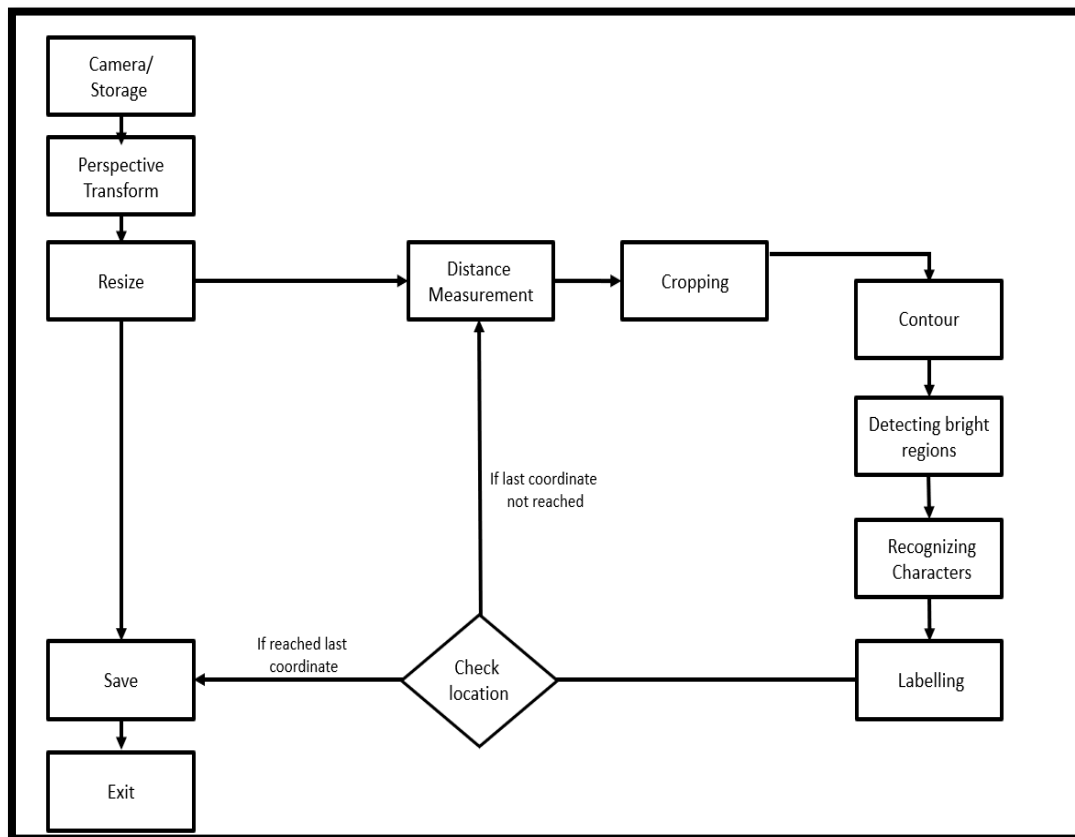 Camera/
Storage
Perspective
Transform
Resize
Distance
Measurement
Cropping
Contour
Detecting bright
regions
If last coordinate
not reached
Recognizing
Characters
If reached last
coordinate
Save
Check
location
Labelling
Exit